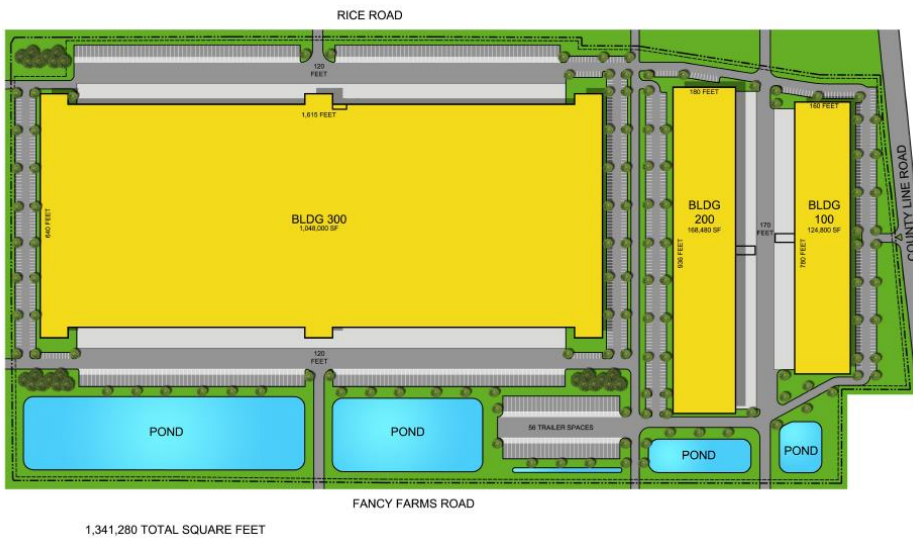 RICE ROAD
120
FEET
1,615 FEET
180 FEET
160 FEET
640 FEET
BLDG 300
1,048,000 SF
BLDG
200
168,480 SF
936 FEET
170
FEET
BLDG
100
124,800 SF
780 FEET
COUNTY LINE ROAD
120
FEET
POND
POND
56 TRAILER SPACES
POND
POND
FANCY FARMS ROAD
1,341,280 TOTAL SQUARE FEET